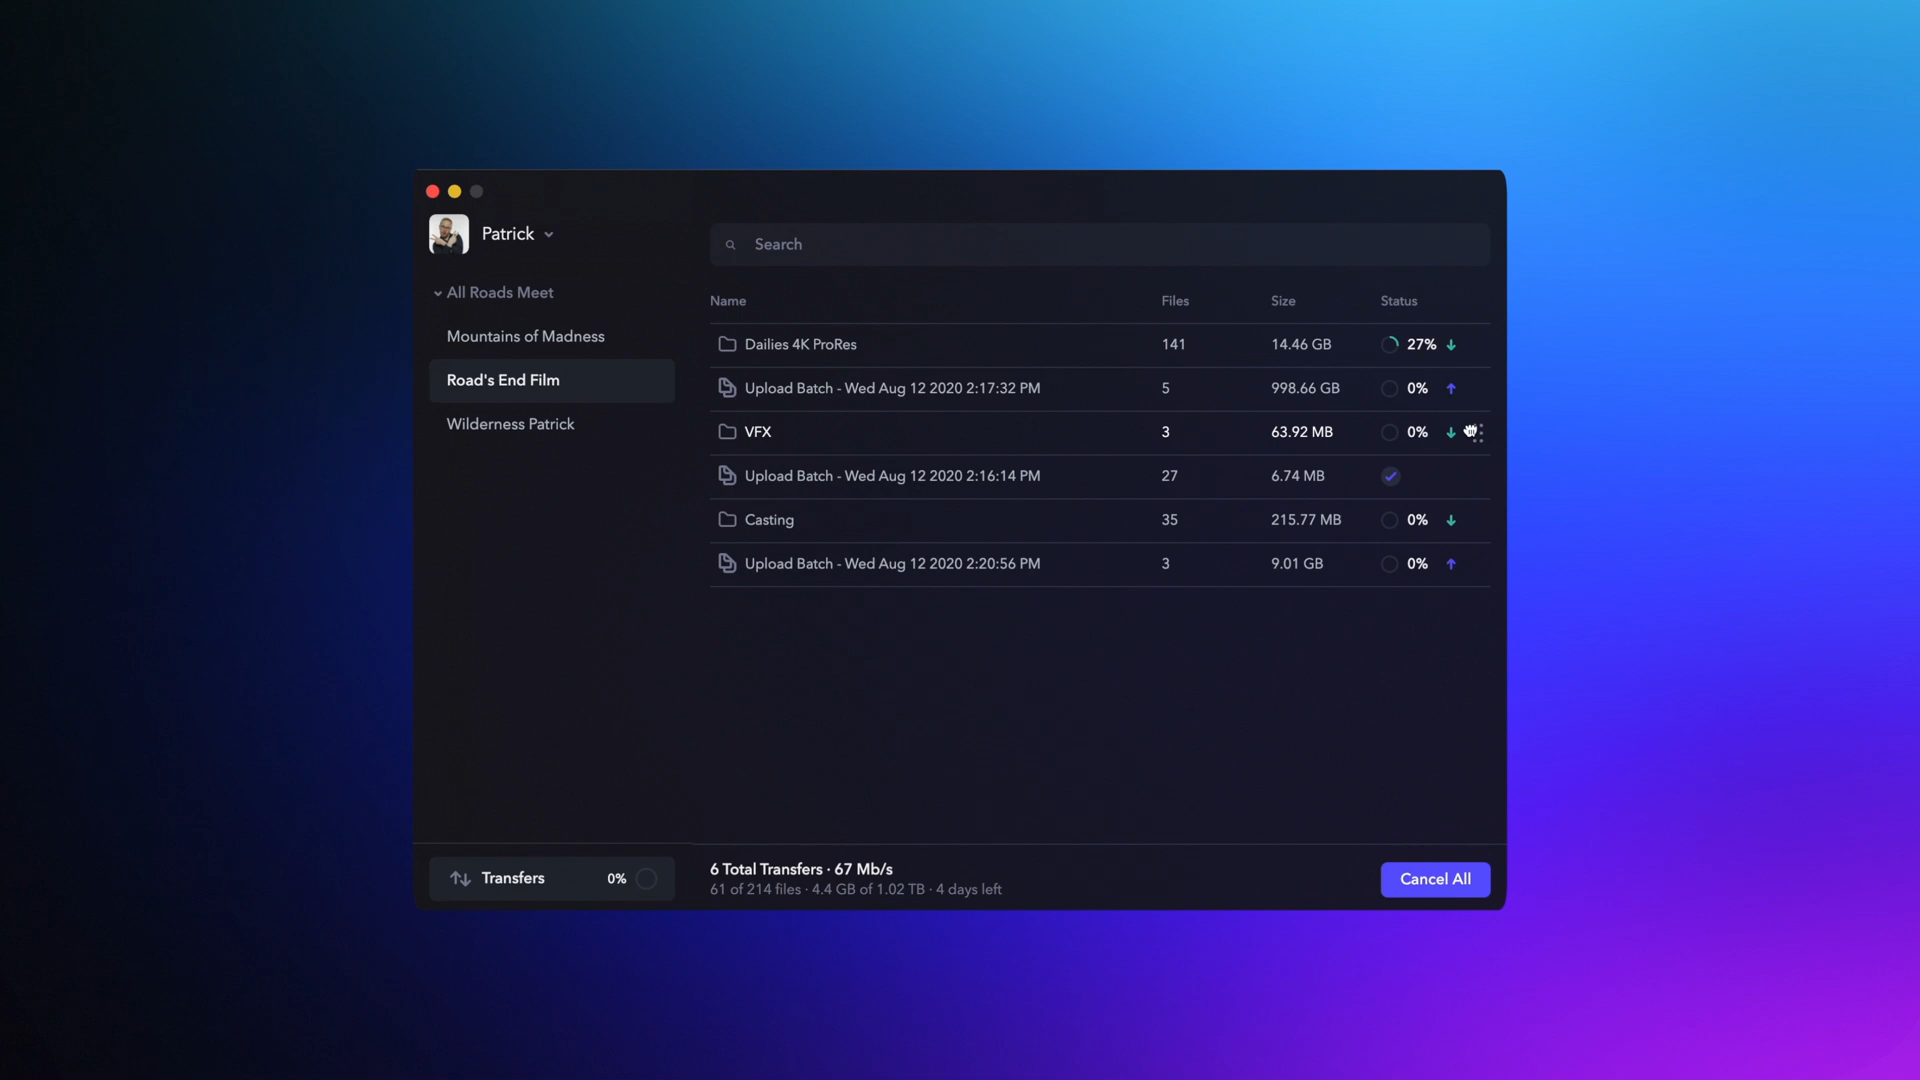 Patrick
Search
All Roads Meet
Mountains of Madness
Road's End Film
Wilderness Patrick
Name Files Size Status
Dailies 4K ProRes 141 14.46 GB 27%
Upload Batch - Wed Aug 12 2020 2:17:32 PM 5 998.66 GB 0%
VFX 3 63.92 MB 0%
Upload Batch - Wed Aug 12 2020 2:16:14 PM 27 6.74 MB
Casting 35 215.77 MB 0%
Upload Batch - Wed Aug 12 2020 2:20:56 PM 3 9.01 GB 0%
Transfers 0%
6 Total Transfers · 67 Mb/s
61 of 214 files · 4.4 GB of 1.02 TB · 4 days left
Cancel All